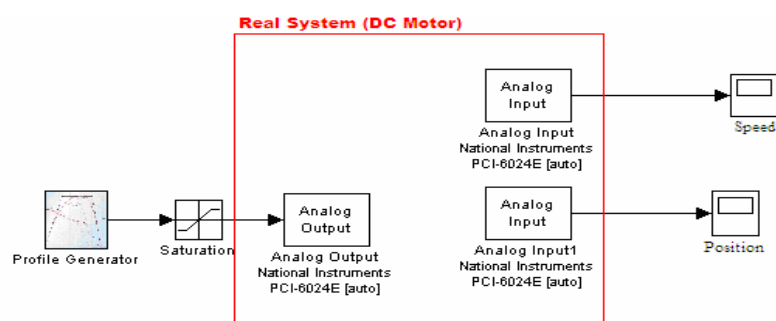 Real System (DC Motor)
Analog
Input
Analog Input
National Instruments
PCI-6024E [auto]
Speed
Profile Generator
Saturation
Analog
Output
Analog Output
National Instruments
PCI-6024E [auto]
Analog
Input
Analog Input1
National Instruments
PCI-6024E [auto]
Position